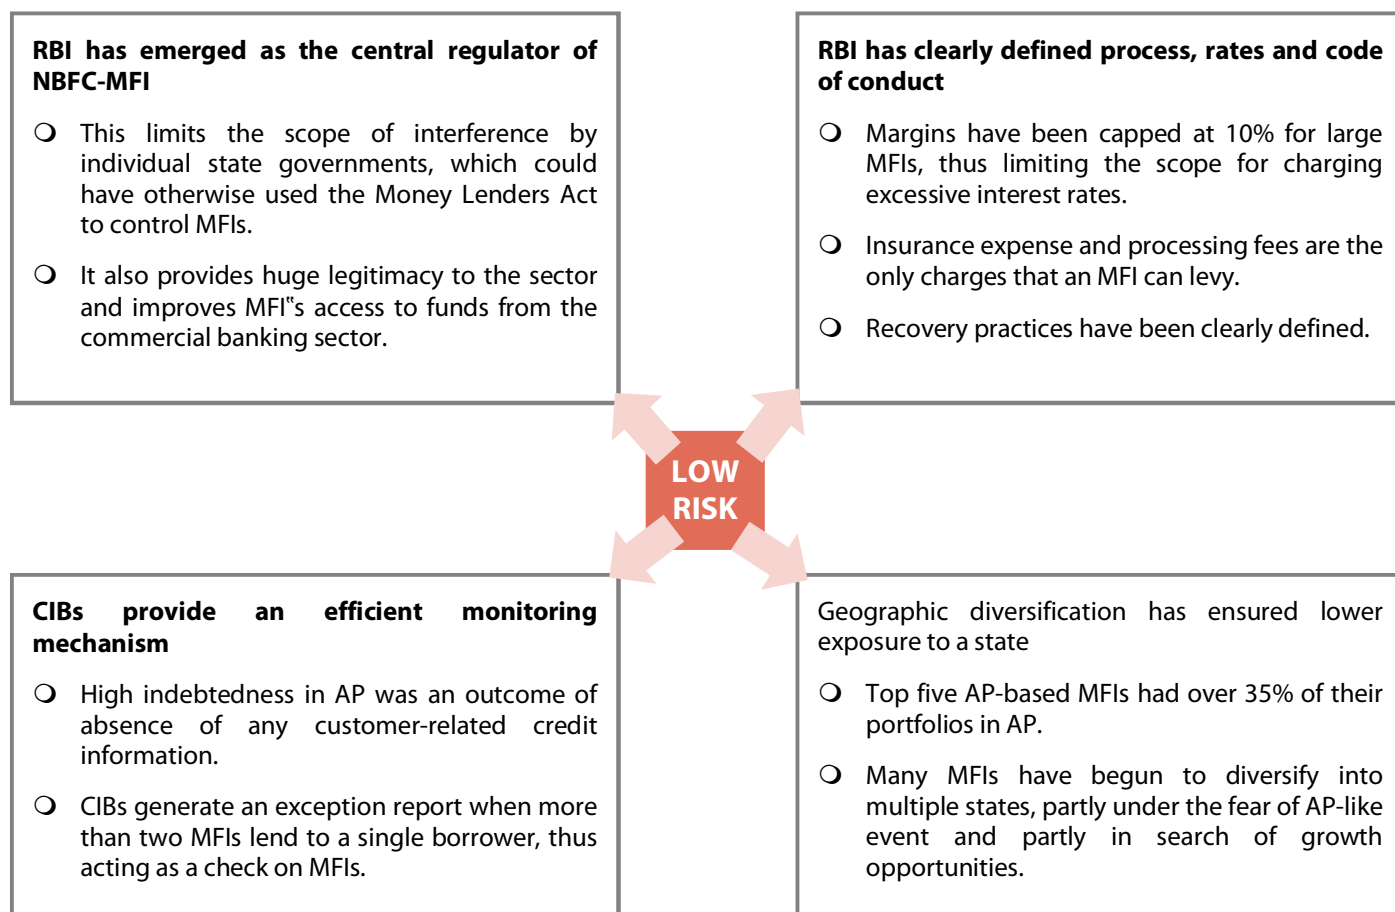 RBI has emerged as the central regulator of
NBFC-MFI
❍ This limits the scope of interference by
individual state governments, which could
have otherwise used the Money Lenders Act
to control MFIs.
❍ It also provides huge legitimacy to the sector
and improves MFI‟s access to funds from the
commercial banking sector.
RBI has clearly defined process, rates and code
of conduct
❍ Margins have been capped at 10% for large
MFIs, thus limiting the scope for charging
excessive interest rates.
❍ Insurance expense and processing fees are the
only charges that an MFI can levy.
❍ Recovery practices have been clearly defined.
LOW
RISK
CIBs provide an efficient monitoring
mechanism
❍ High indebtedness in AP was an outcome of
absence of any customer-related credit
information.
❍ CIBs generate an exception report when more
than two MFIs lend to a single borrower, thus
acting as a check on MFIs.
Geographic diversification has ensured lower
exposure to a state
❍ Top five AP-based MFIs had over 35% of their
portfolios in AP.
❍ Many MFIs have begun to diversify into
multiple states, partly under the fear of AP-like
event and partly in search of growth
opportunities.